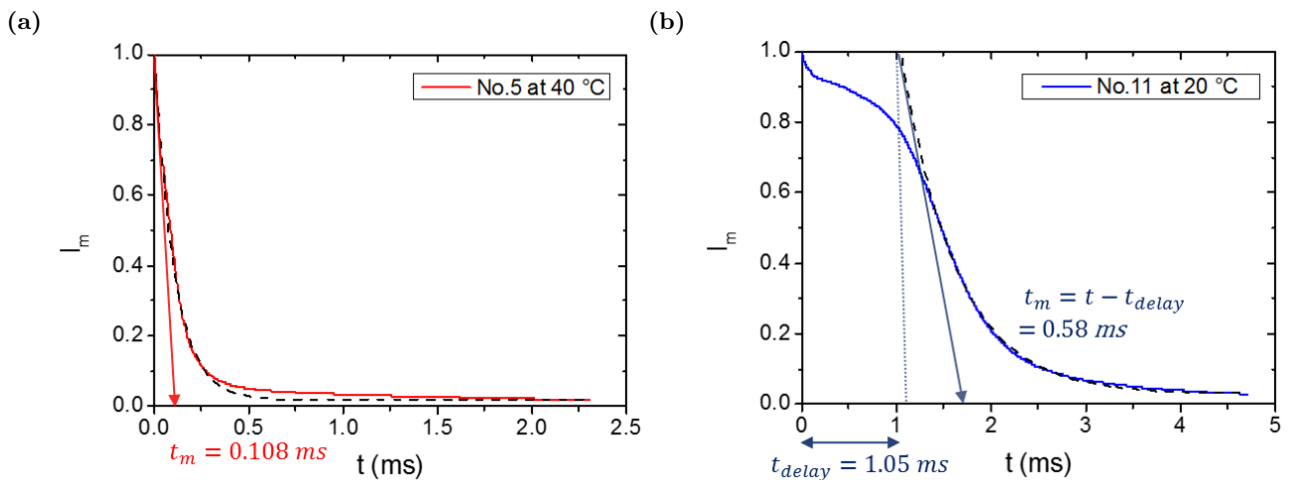 (a)
1.0
0.8
0.6
0.4
0.2
0.0
I_m
No.5 at 40 °C
0.0 0.5 1.0 1.5 2.0 2.5
t_m = 0.108 ms
t (ms)
(b)
1.0
0.8
0.6
0.4
0.2
0.0
I_m
No.11 at 20 °C
t_m = t − t_delay
= 0.58 ms
0 1 2 3 4 5
t_delay = 1.05 ms
t (ms)